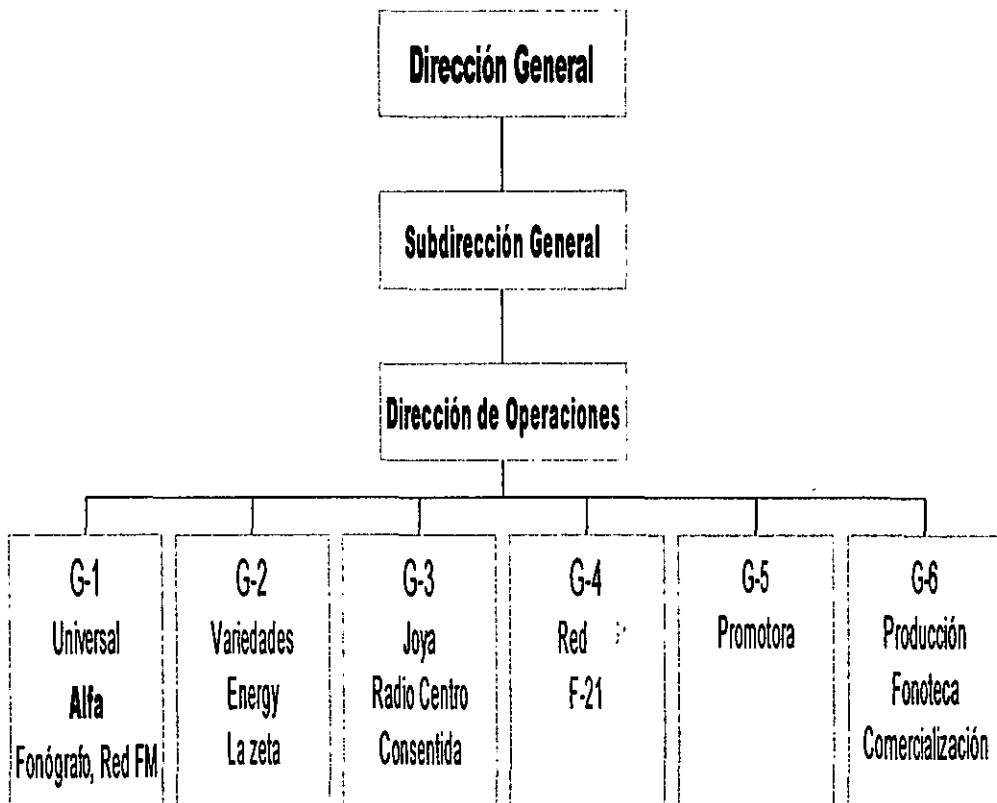 Dirección General
Subdirección General
Dirección de Operaciones
G-1
Universal
Alfa
Fonógrafo, Red FM
G-2
Variedades
Energy
La zeta
G-3
Joya
Radio Centro
Consentida
G-4
Red
F-21
G-5
Promotora
G-6
Producción
Fonoteca
Comercialización